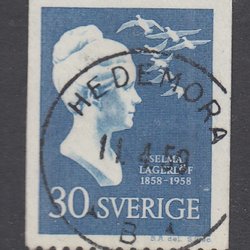 HEDEMORA
11.4.59
SELMA
LAGERLÖF
1858-1958
30 SVERIGE
B